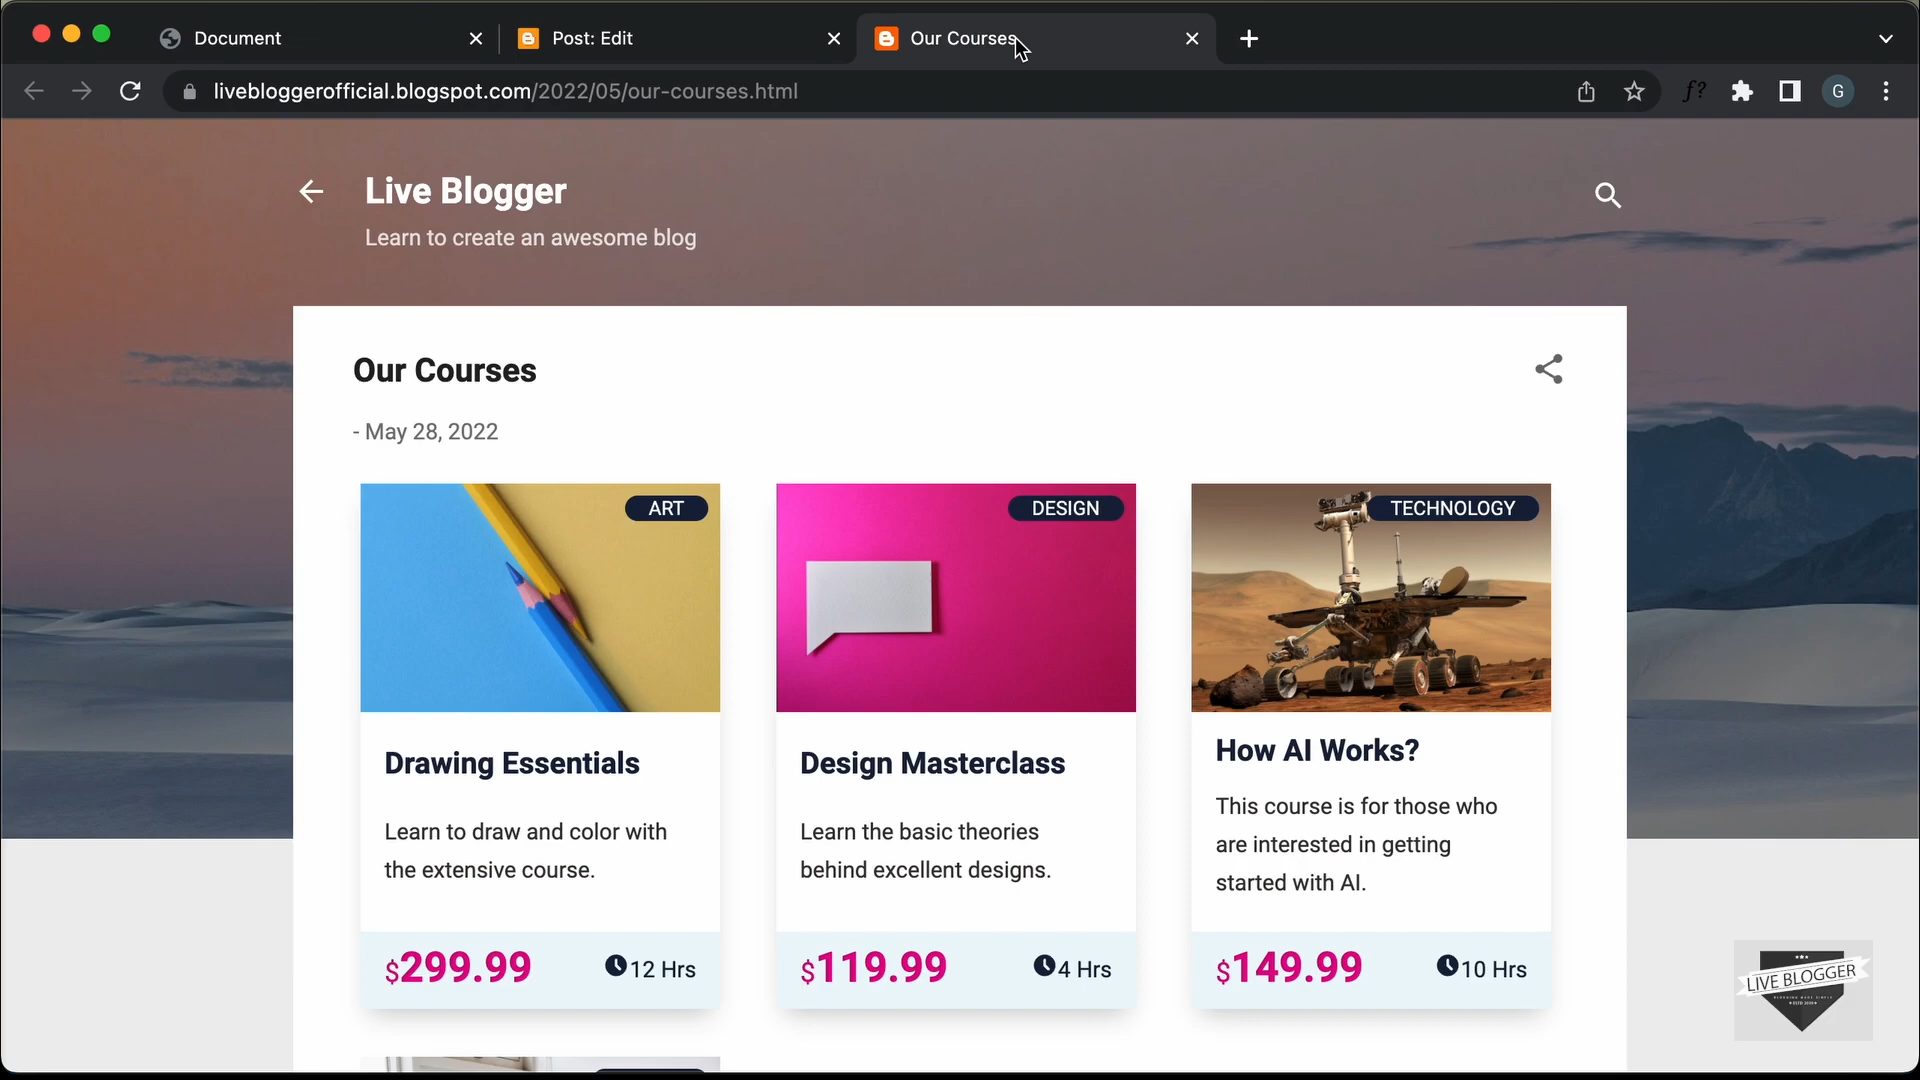 Document
Post: Edit
Our Courses
livebloggerofficial.blogspot.com/2022/05/our-courses.html
f?
G
Live Blogger
Learn to create an awesome blog
Our Courses
- May 28, 2022
ART
DESIGN
TECHNOLOGY
Drawing Essentials
Learn to draw and color with
the extensive course.
$299.99
12 Hrs
Design Masterclass
Learn the basic theories
behind excellent designs.
$119.99
4 Hrs
How AI Works?
This course is for those who
are interested in getting
started with AI.
$149.99
10 Hrs
LIVE BLOGGER
BLOGGING MADE SIMPLE